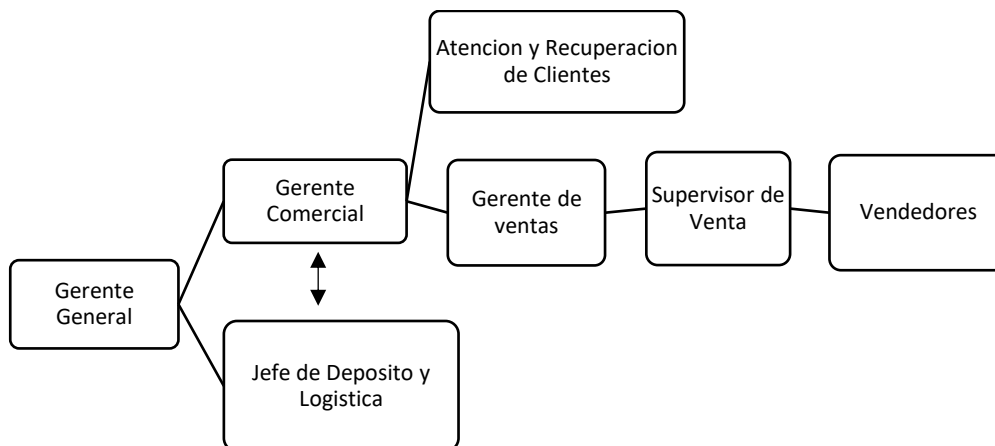 Atencion y Recuperacion
de Clientes
Gerente
Comercial
Gerente de
ventas
Supervisor de
Venta
Vendedores
Gerente
General
Jefe de Deposito y
Logistica